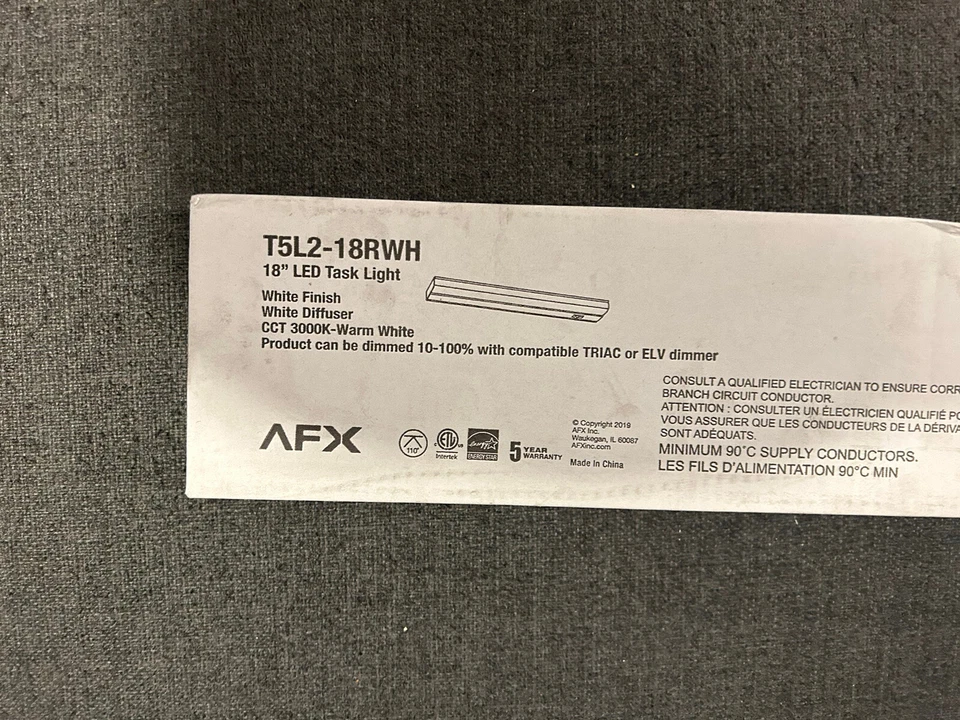 T5L2-18RWH
18” LED Task Light
White Finish
White Diffuser
CCT 3000K-Warm White
Product can be dimmed 10-100% with compatible TRIAC or ELV dimmer
CONSULT A QUALIFIED ELECTRICIAN TO ENSURE
BRANCH CIRCUIT CONDUCTOR.
ATTENTION : CONSULTER UN ÉLECTRICIEN QUALIFIÉ
VOUS ASSURER QUE LES CONDUCTEURS DE LA
SONT ADÉQUATS.
MINIMUM 90˚C SUPPLY CONDUCTORS.
LES FILS D'ALIMENTATION 90°C MIN
AFX
110°
ETL
Intertek
energy
ENERGY STAR
5 YEAR
WARRANTY
© Copyright 2019
AFX Inc.
Waukegan, IL 60087
AFXinc.com
Made in China